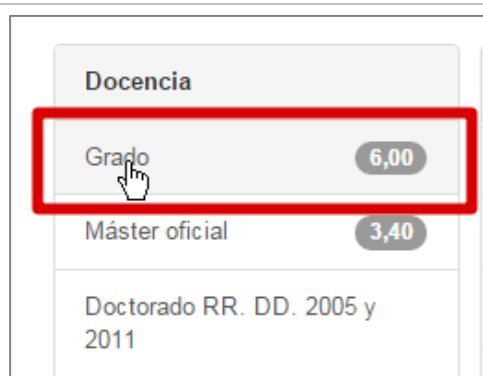 Docencia
Grado 6,00
Máster oficial 3,40
Doctorado RR. DD. 2005 y
2011